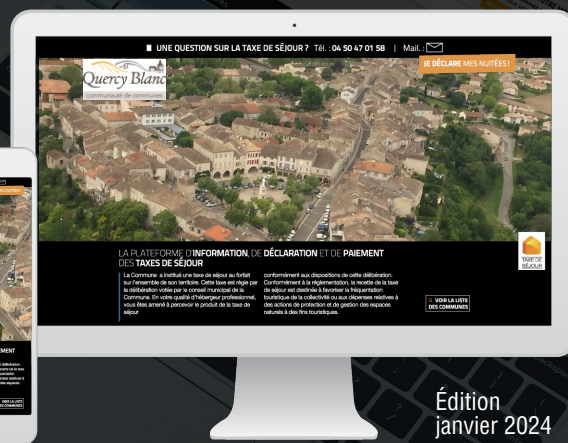 UNE QUESTION SUR LA TAXE DE SÉJOUR ? Tél. : 04 50 47 01 58 | Mail. :
JE DÉCLARE MES NUITÉES !
Quercy Blanc
communauté de communes
LA PLATEFORME D'INFORMATION, DE DÉCLARATION ET DE PAIEMENT
DES TAXES DE SÉJOUR
La Commune a institué une taxe de séjour au forfait
sur l'ensemble de son territoire. Cette taxe est régie par
la délibération votée par le conseil municipal de la
Commune. En votre qualité d'hébergeur professionnel,
vous êtes amené à percevoir le produit de la taxe de
séjour
conformément aux dispositions de cette délibération.
Conformément à la réglementation, la recette de la taxe
de séjour est destinée à favoriser la fréquentation
touristique de la collectivité ou aux dépenses relatives à
des actions de protection et de gestion des espaces
naturels à des fins touristiques.
TAXE DE
SÉJOUR
VOIR LA LISTE
DES COMMUNES
Édition
janvier 2024